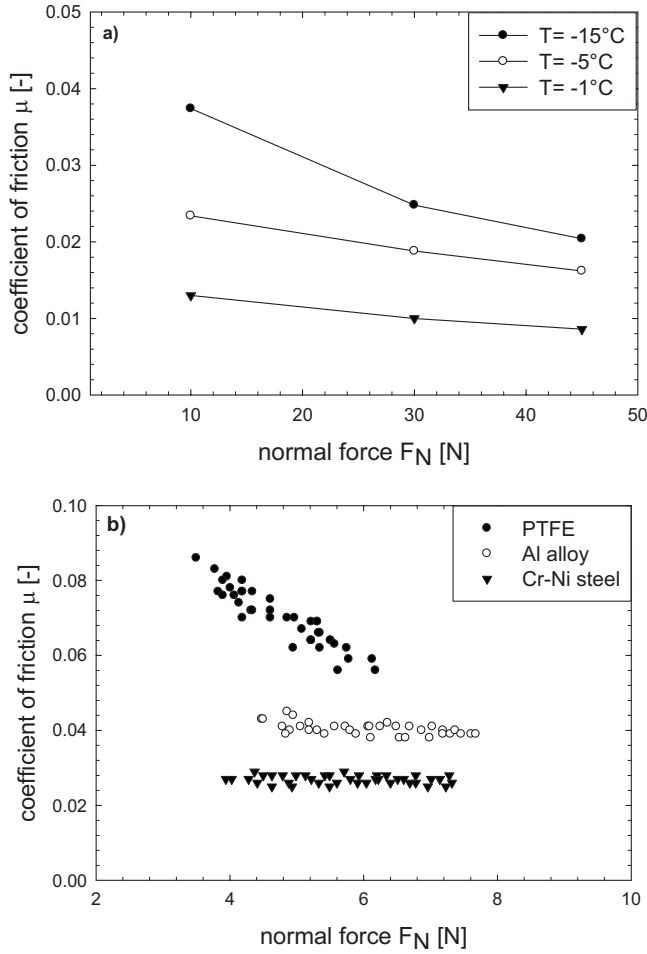 a)
T= -15°C
T= -5°C
T= -1°C
0.05
0.04
0.03
0.02
0.01
0.00
coefficient of friction μ [-]
10
30
40
50
normal force FN [N]
b)
PTFE
Al alloy
Cr-Ni steel
0.10
0.08
0.06
0.04
0.02
0.00
coefficient of friction μ [-]
2
4
6
8
10
normal force FN [N]